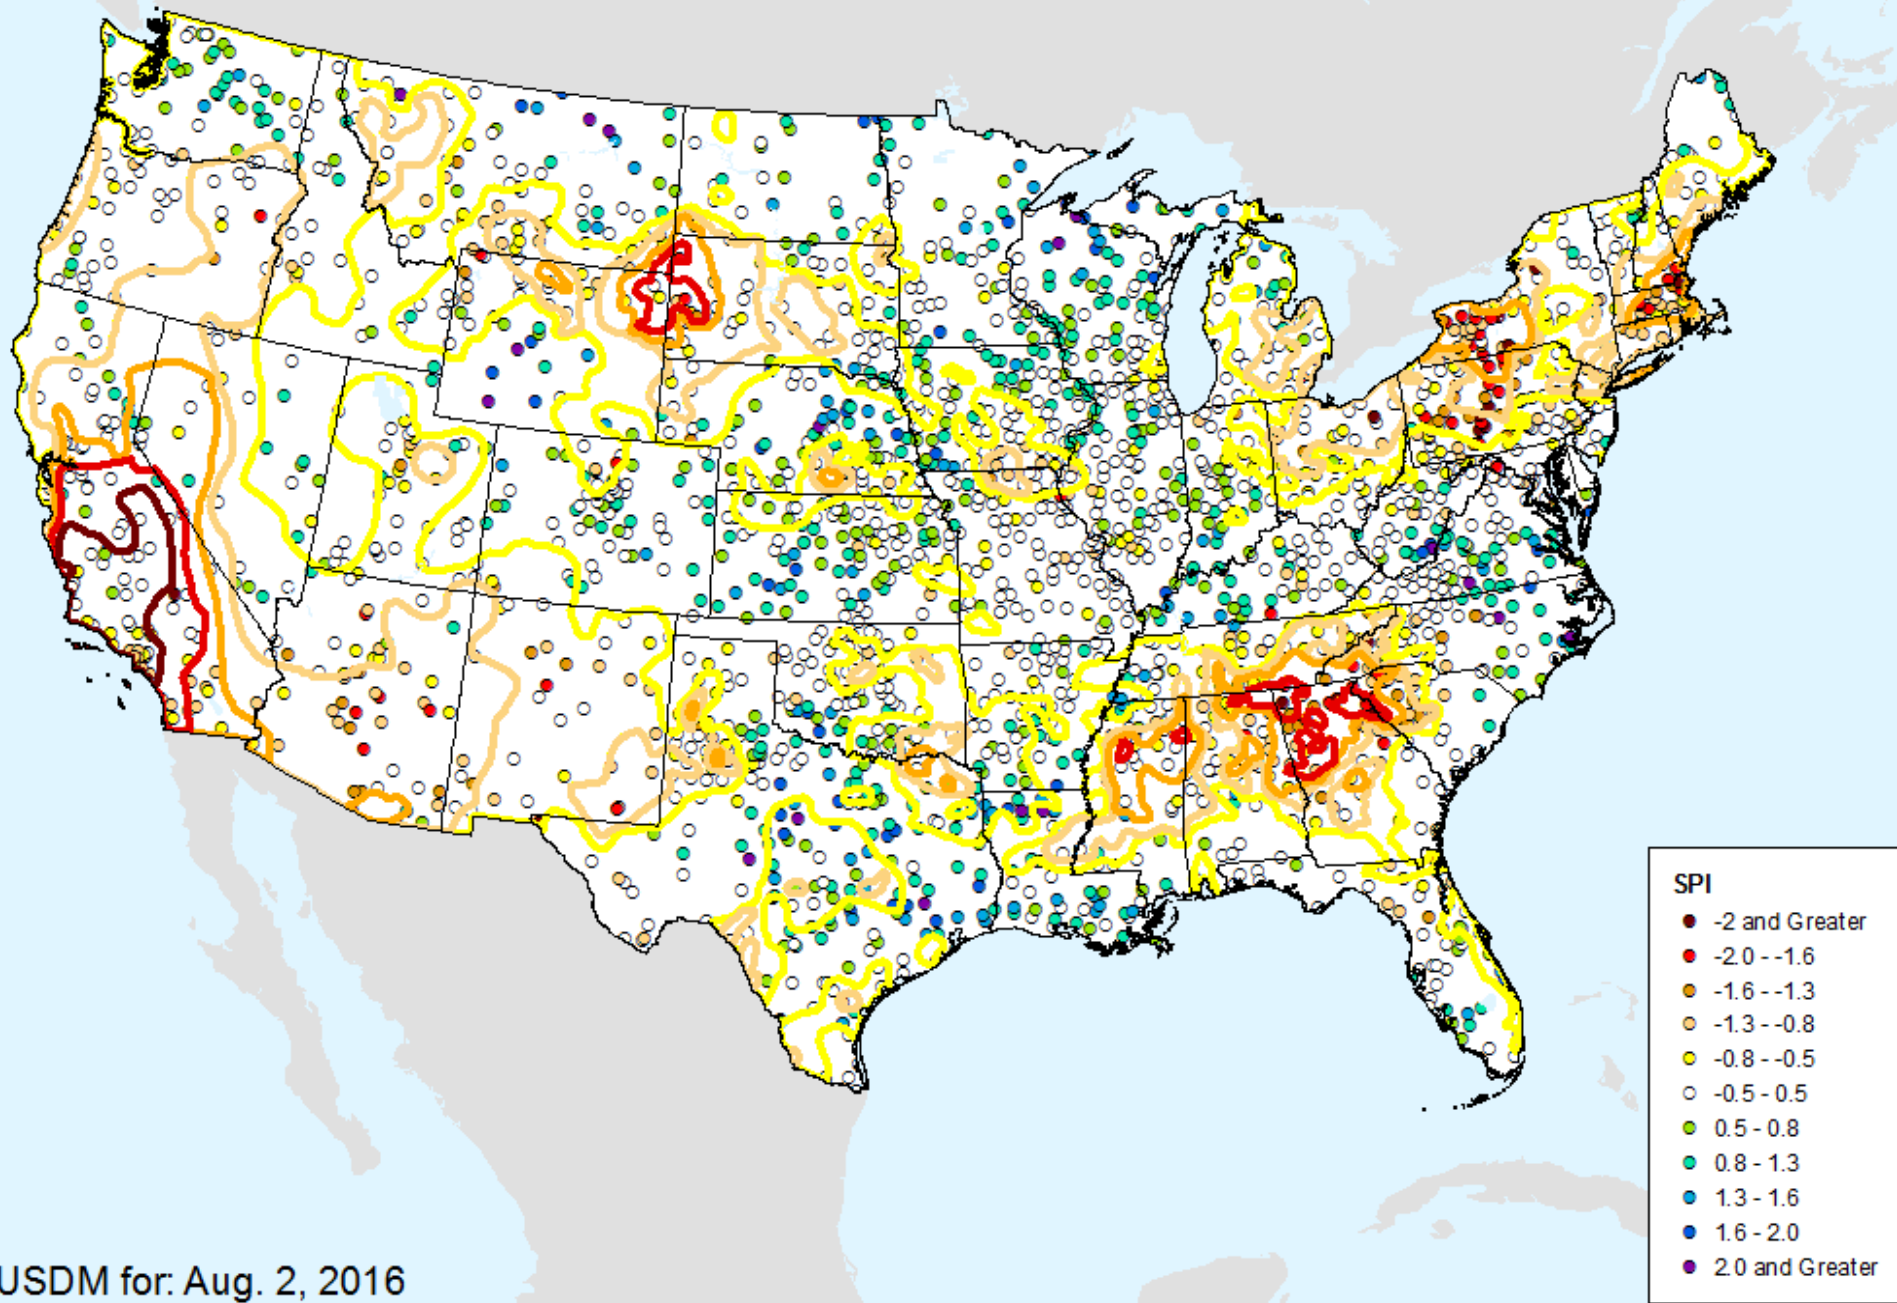 SPI
-2 and Greater
-2.0 - -1.6
-1.6 - -1.3
-1.3 - -0.8
-0.8 - -0.5
-0.5 - 0.5
0.5 - 0.8
0.8 - 1.3
1.3 - 1.6
1.6 - 2.0
2.0 and Greater
USDM for: Aug. 2, 2016